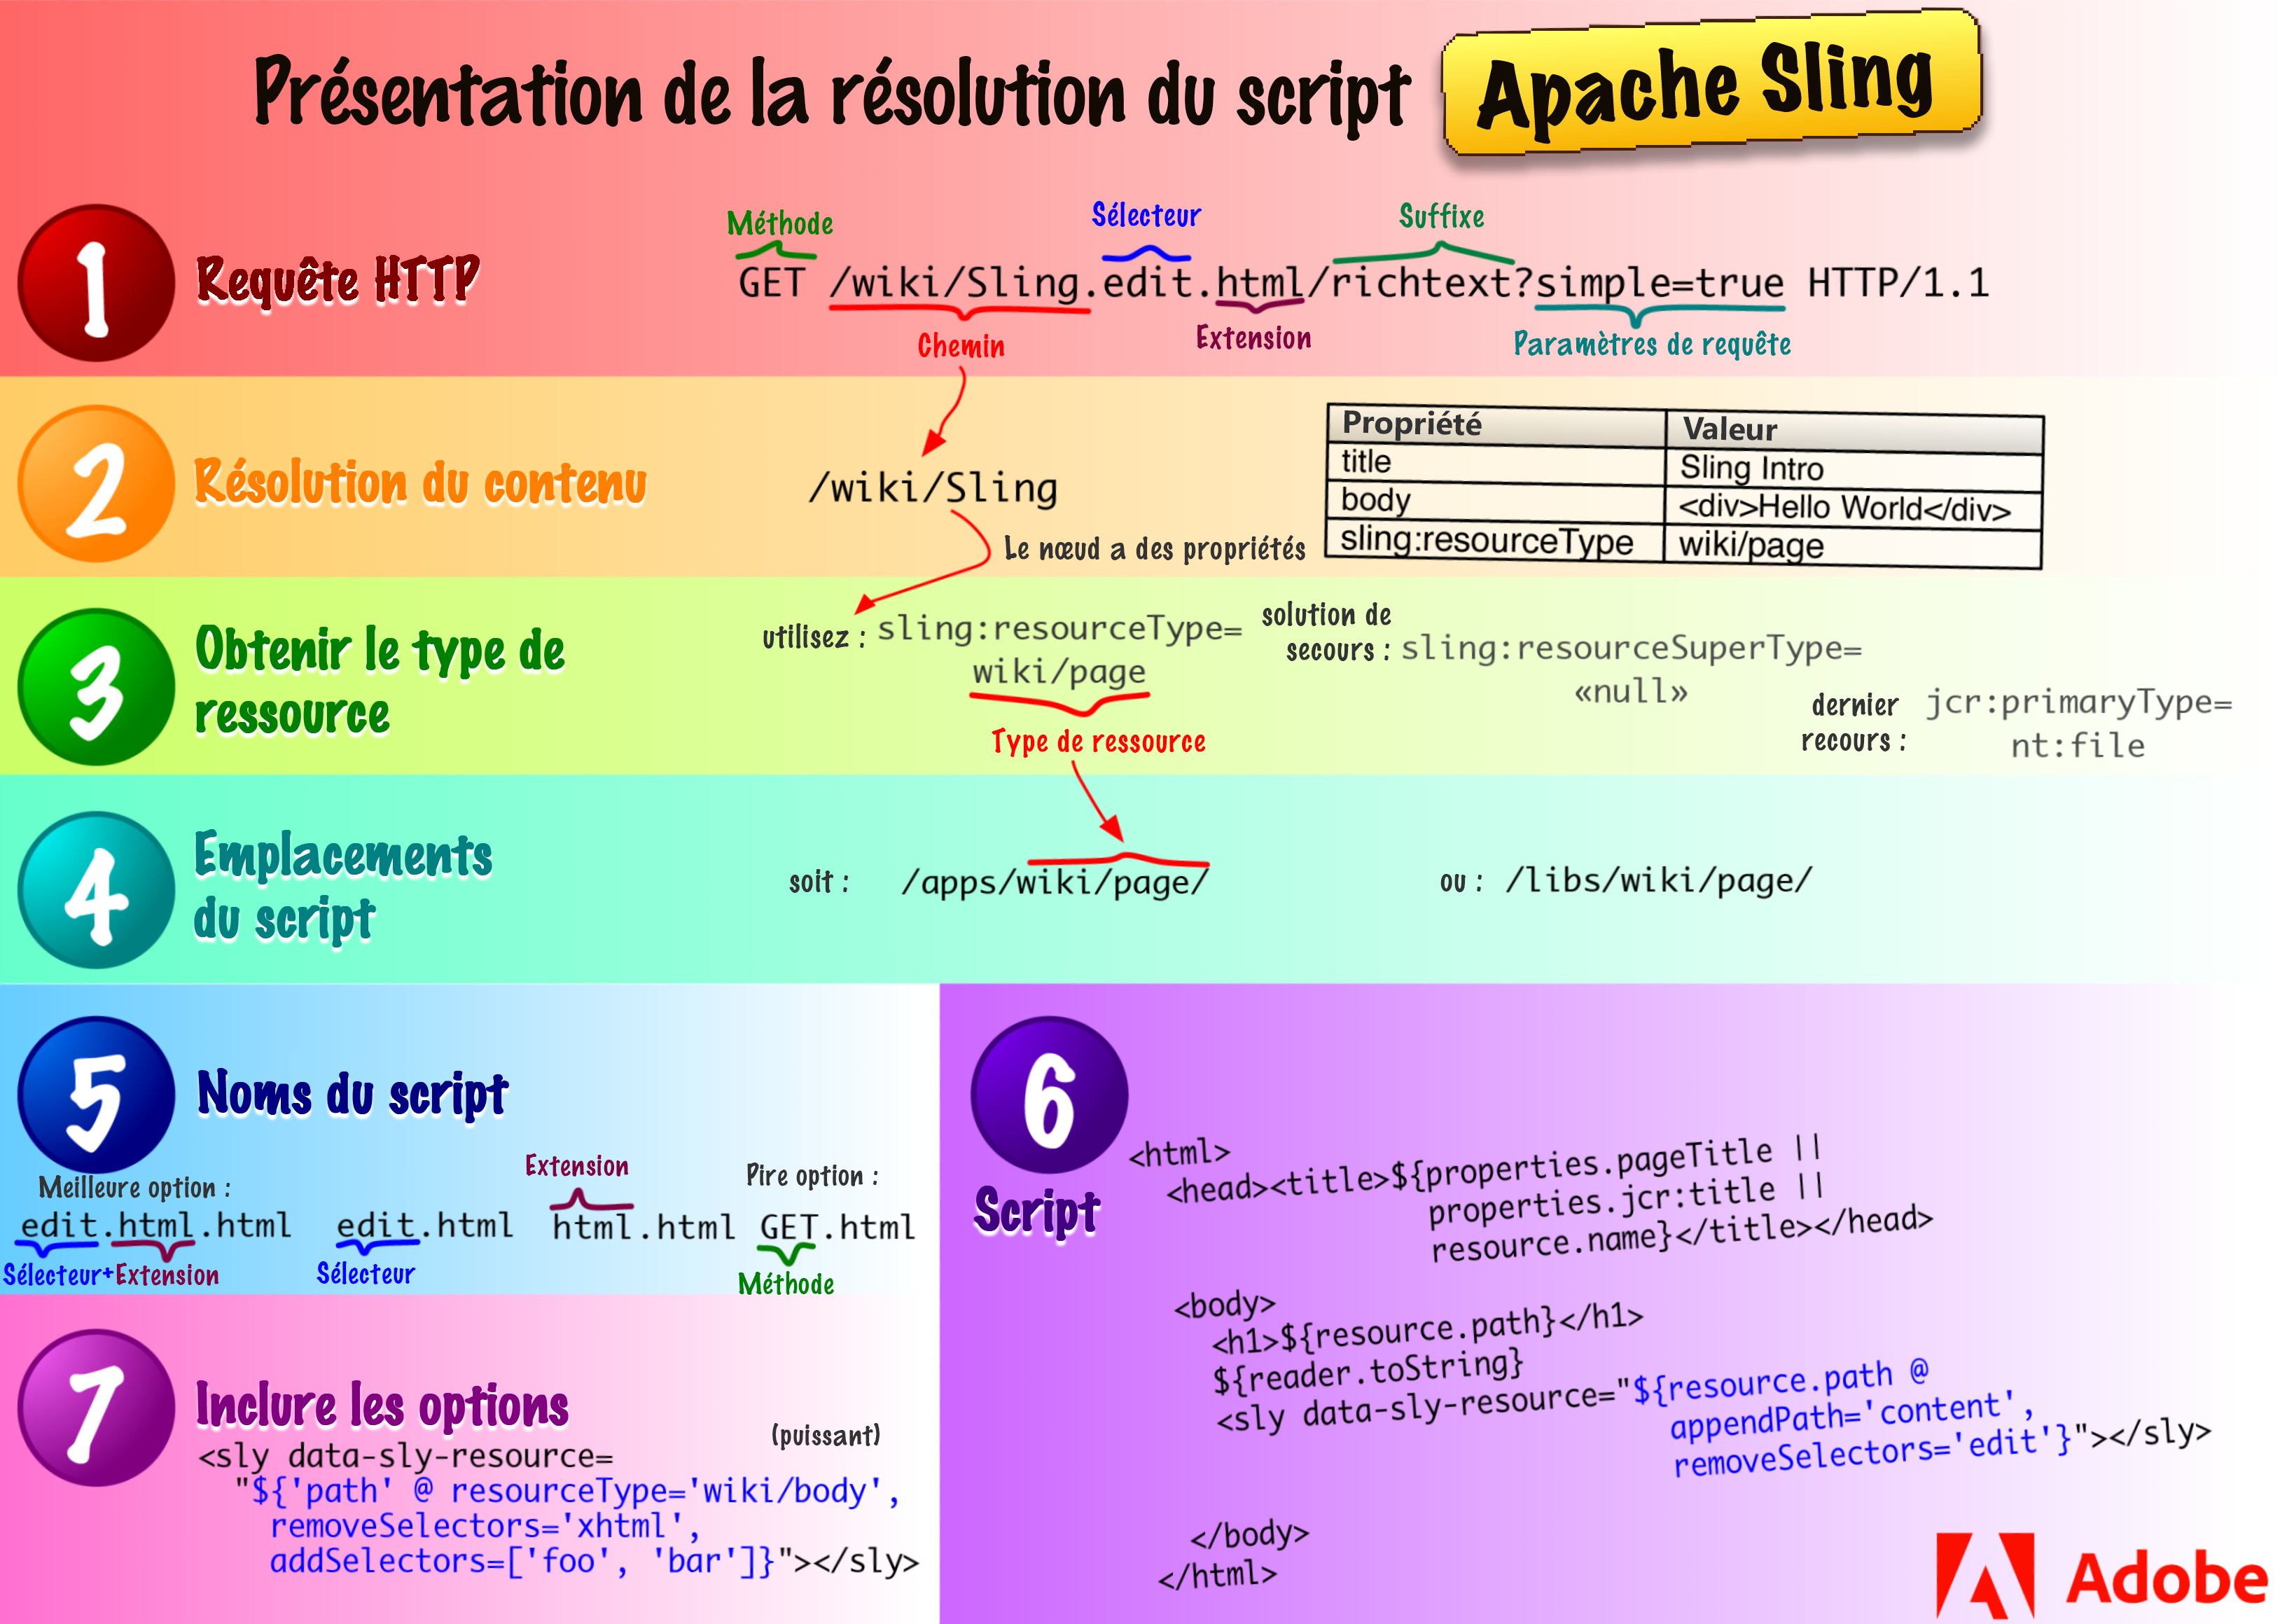 Présentation de la résolution du script Apache Sling
1
Requête HTTP
Méthode
Sélecteur
Suffixe
GET /wiki/Sling.edit.html/richtext?simple=true HTTP/1.1
Chemin
Extension
Paramètres de requête
2
Résolution du contenu
/wiki/Sling
Le nœud a des propriétés
Propriété Valeur
title Sling Intro
body <div>Hello World</div>
sling:resourceType wiki/page
3
Obtenir le type de
ressource
utilisez : sling:resourceType=
wiki/page
Type de ressource
solution de
secours : sling:resourceSuperType=
«null»
dernier
recours :
jcr:primaryType=
nt:file
4
Emplacements
du script
soit : /apps/wiki/page/
ou : /libs/wiki/page/
5
Noms du script
Meilleure option :
Extension
Pire option :
edit.html.html edit.html html.html GET.html
Sélecteur+Extension
Sélecteur
Méthode
6
Script
<html>
<head><title>${properties.pageTitle ||
properties.jcr:title ||
resource.name}</title></head>
<body>
<h1>${resource.path}</h1>
${reader.toString}
<sly data-sly-resource="${resource.path @
appendPath='content',
removeSelectors='edit'}"></sly>
</body>
</html>
7
Inclure les options
(puissant)
<sly data-sly-resource=
"${'path' @ resourceType='wiki/body',
removeSelectors='xhtml',
addSelectors=['foo', 'bar']}"></sly>
Adobe